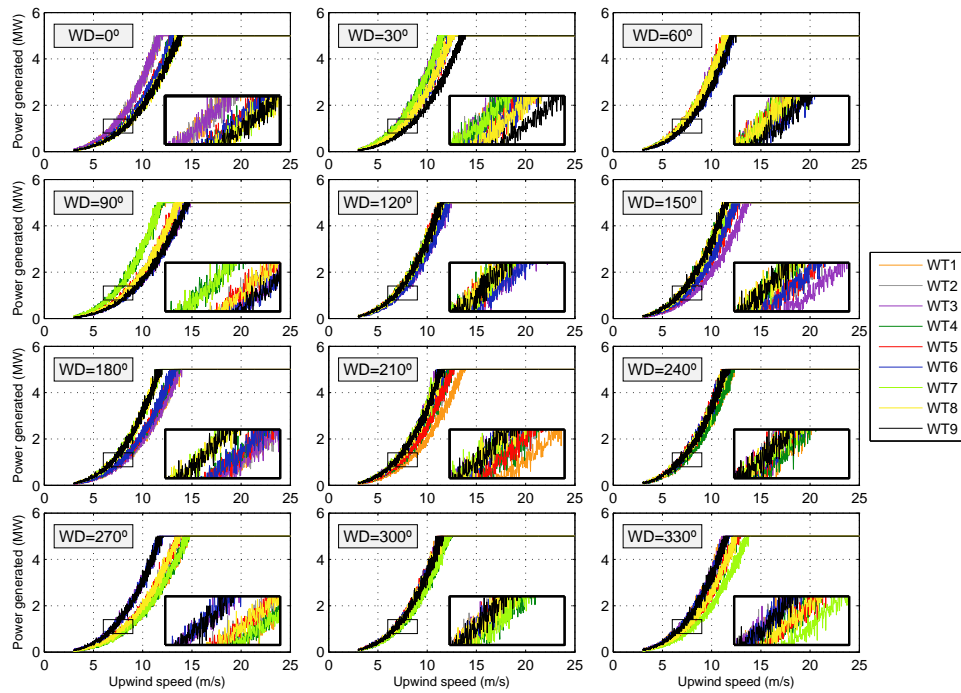 WD=0º
WD=30º
WD=60º
Power generated (MW)
6
4
2
0
0 5 10 15 20 25
6
4
2
0
0 5 10 15 20 25
6
4
2
0
0 5 10 15 20 25
WD=90º
WD=120º
WD=150º
Power generated (MW)
6
4
2
0
0 5 10 15 20 25
6
4
2
0
0 5 10 15 20 25
6
4
2
0
0 5 10 15 20 25
WD=180º
WD=210º
WD=240º
Power generated (MW)
6
4
2
0
0 5 10 15 20 25
6
4
2
0
0 5 10 15 20 25
6
4
2
0
0 5 10 15 20 25
WD=270º
WD=300º
WD=330º
Power generated (MW)
6
4
2
0
0 5 10 15 20 25
6
4
2
0
0 5 10 15 20 25
6
4
2
0
0 5 10 15 20 25
Upwind speed (m/s)
Upwind speed (m/s)
Upwind speed (m/s)
WT1
WT2
WT3
WT4
WT5
WT6
WT7
WT8
WT9